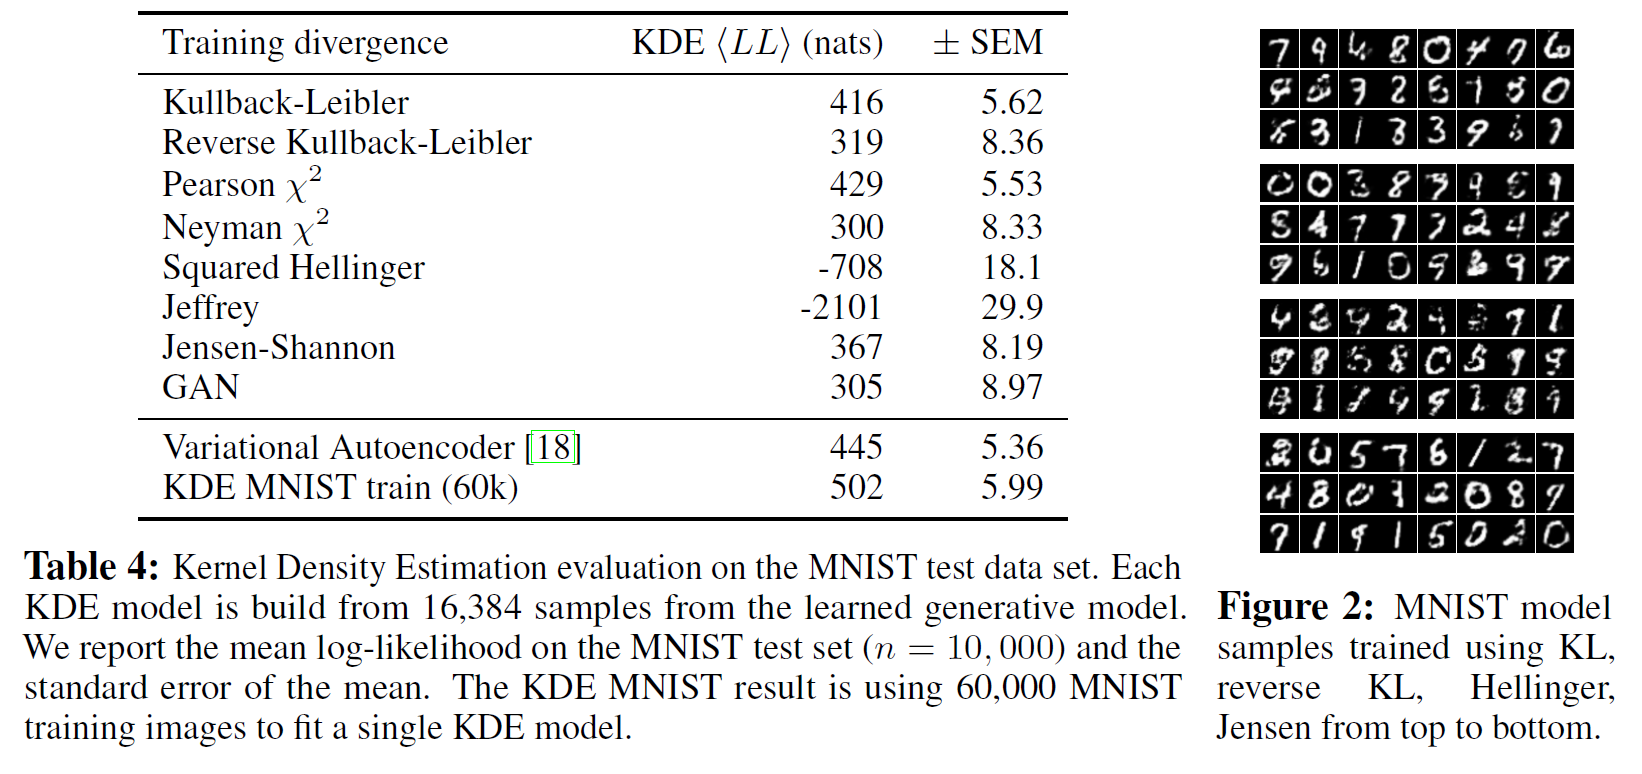 Training divergence KDE ⟨LL⟩ (nats) ± SEM
Kullback-Leibler 416 5.62
Reverse Kullback-Leibler 319 8.36
Pearson χ² 429 5.53
Neyman χ² 300 8.33
Squared Hellinger -708 18.1
Jeffrey -2101 29.9
Jensen-Shannon 367 8.19
GAN 305 8.97
Variational Autoencoder [18] 445 5.36
KDE MNIST train (60k) 502 5.99
Table 4: Kernel Density Estimation evaluation on the MNIST test data set. Each
KDE model is build from 16,384 samples from the learned generative model.
We report the mean log-likelihood on the MNIST test set (n = 10, 000) and the
standard error of the mean. The KDE MNIST result is using 60,000 MNIST
training images to fit a single KDE model.
Figure 2: MNIST model
samples trained using KL,
reverse KL, Hellinger,
Jensen from top to bottom.